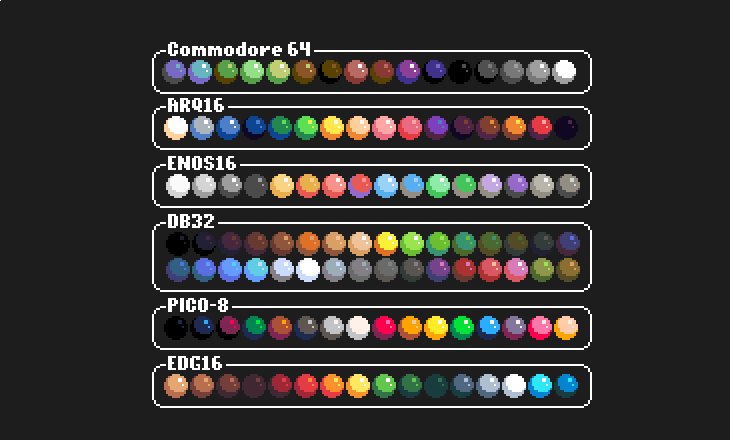 Commodore 64
ARQ16
ENOS16
DB32
PICO-8
EDG16